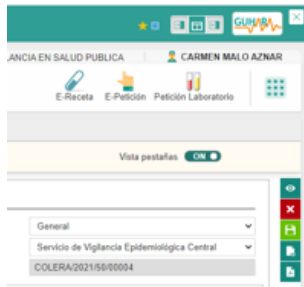 GUHARA
ANCIA EN SALUD PUBLICA CARMEN MALO AZNAR
E-Receta E-Petición Petición Laboratorio
Vista pestañas ON
General
Servicio de Vigilancia Epidemiológica Central
COLERA/2021/50/00004